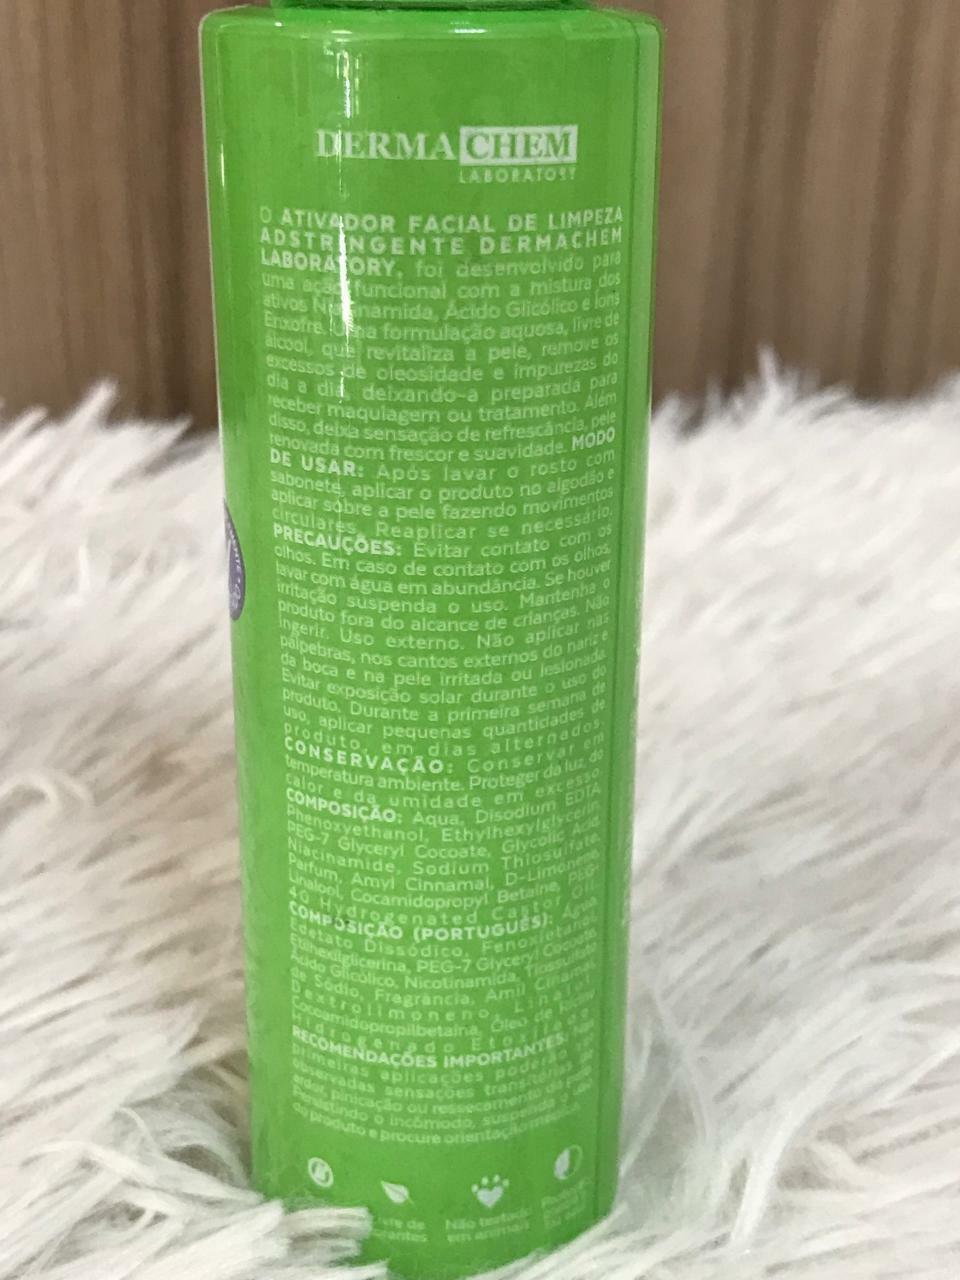 DERMACHEM
LABORATORY
O ATIVADOR FACIAL DE LIMPEZA
ADSTRINGENTE DERMACHEM
LABORATORY, foi desenvolvido para
uma ação funcional com a mistura dos
ativos Niacinamida, Ácido Glicólico e Íons
Enxofre. Uma formulação aquosa, livre de
álcool, que revitaliza a pele, remove os
excessos de oleosidade e impurezas do
dia a dia, deixando-a preparada para
receber maquiagem ou tratamento. Além
disso, deixa sensação de refrescância, pele
renovada com frescor e suavidade. MODO
DE USAR: Após lavar o rosto com
sabonete, aplicar o produto no algodão e
aplicar sobre a pele fazendo movimentos
circulares. Reaplicar se necessário.
PRECAUÇÕES: Evitar contato com os
olhos. Em caso de contato com os olhos,
lavar com água em abundância. Se houver
irritação suspenda o uso. Mantenha o
produto fora do alcance de crianças. Não
ingerir. Uso externo. Não aplicar nas
pálpebras, nos cantos externos do nariz e
da boca e na pele irritada ou lesionada.
Evitar exposição solar durante o uso do
produto. Durante a primeira semana de
uso, aplicar pequenas quantidades de
produto, em dias alternados.
CONSERVAÇÃO: Conservar em
temperatura ambiente. Proteger da luz, do
calor e da umidade em excesso.
COMPOSIÇÃO: Aqua, Disodium EDTA,
Phenoxyethanol, Ethylhexylglycerin,
PEG-7 Glyceryl Cocoate, Glycolic Acid,
Niacinamide, Sodium Thiosulfate,
Parfum, Amyl Cinnamal, D-Limonene,
Linalool, Cocamidopropyl Betaine, PEG-
40 Hydrogenated Castor Oil.
COMPOSIÇÃO (PORTUGUÊS): Água,
Edetato Dissódico, Fenoxietanol,
Etilhexilglicerina, PEG-7 Glyceryl Cocoate,
Ácido Glicólico, Nicotinamida, Tiossulfato
de Sódio, Fragrância, Amil Cinamal,
Dextrolimoneno, Linalol,
Cocoamidopropilbetaína, Óleo de Rícino
Hidrogenado Etoxilado.
RECOMENDAÇÕES IMPORTANTES: Nas
primeiras aplicações poderão ser
observadas sensações transitórias de
ardor, pinicação ou ressecamento da pele.
Persistindo o incômodo, suspenda o uso
do produto e procure orientação médica.
Não testado
em animais